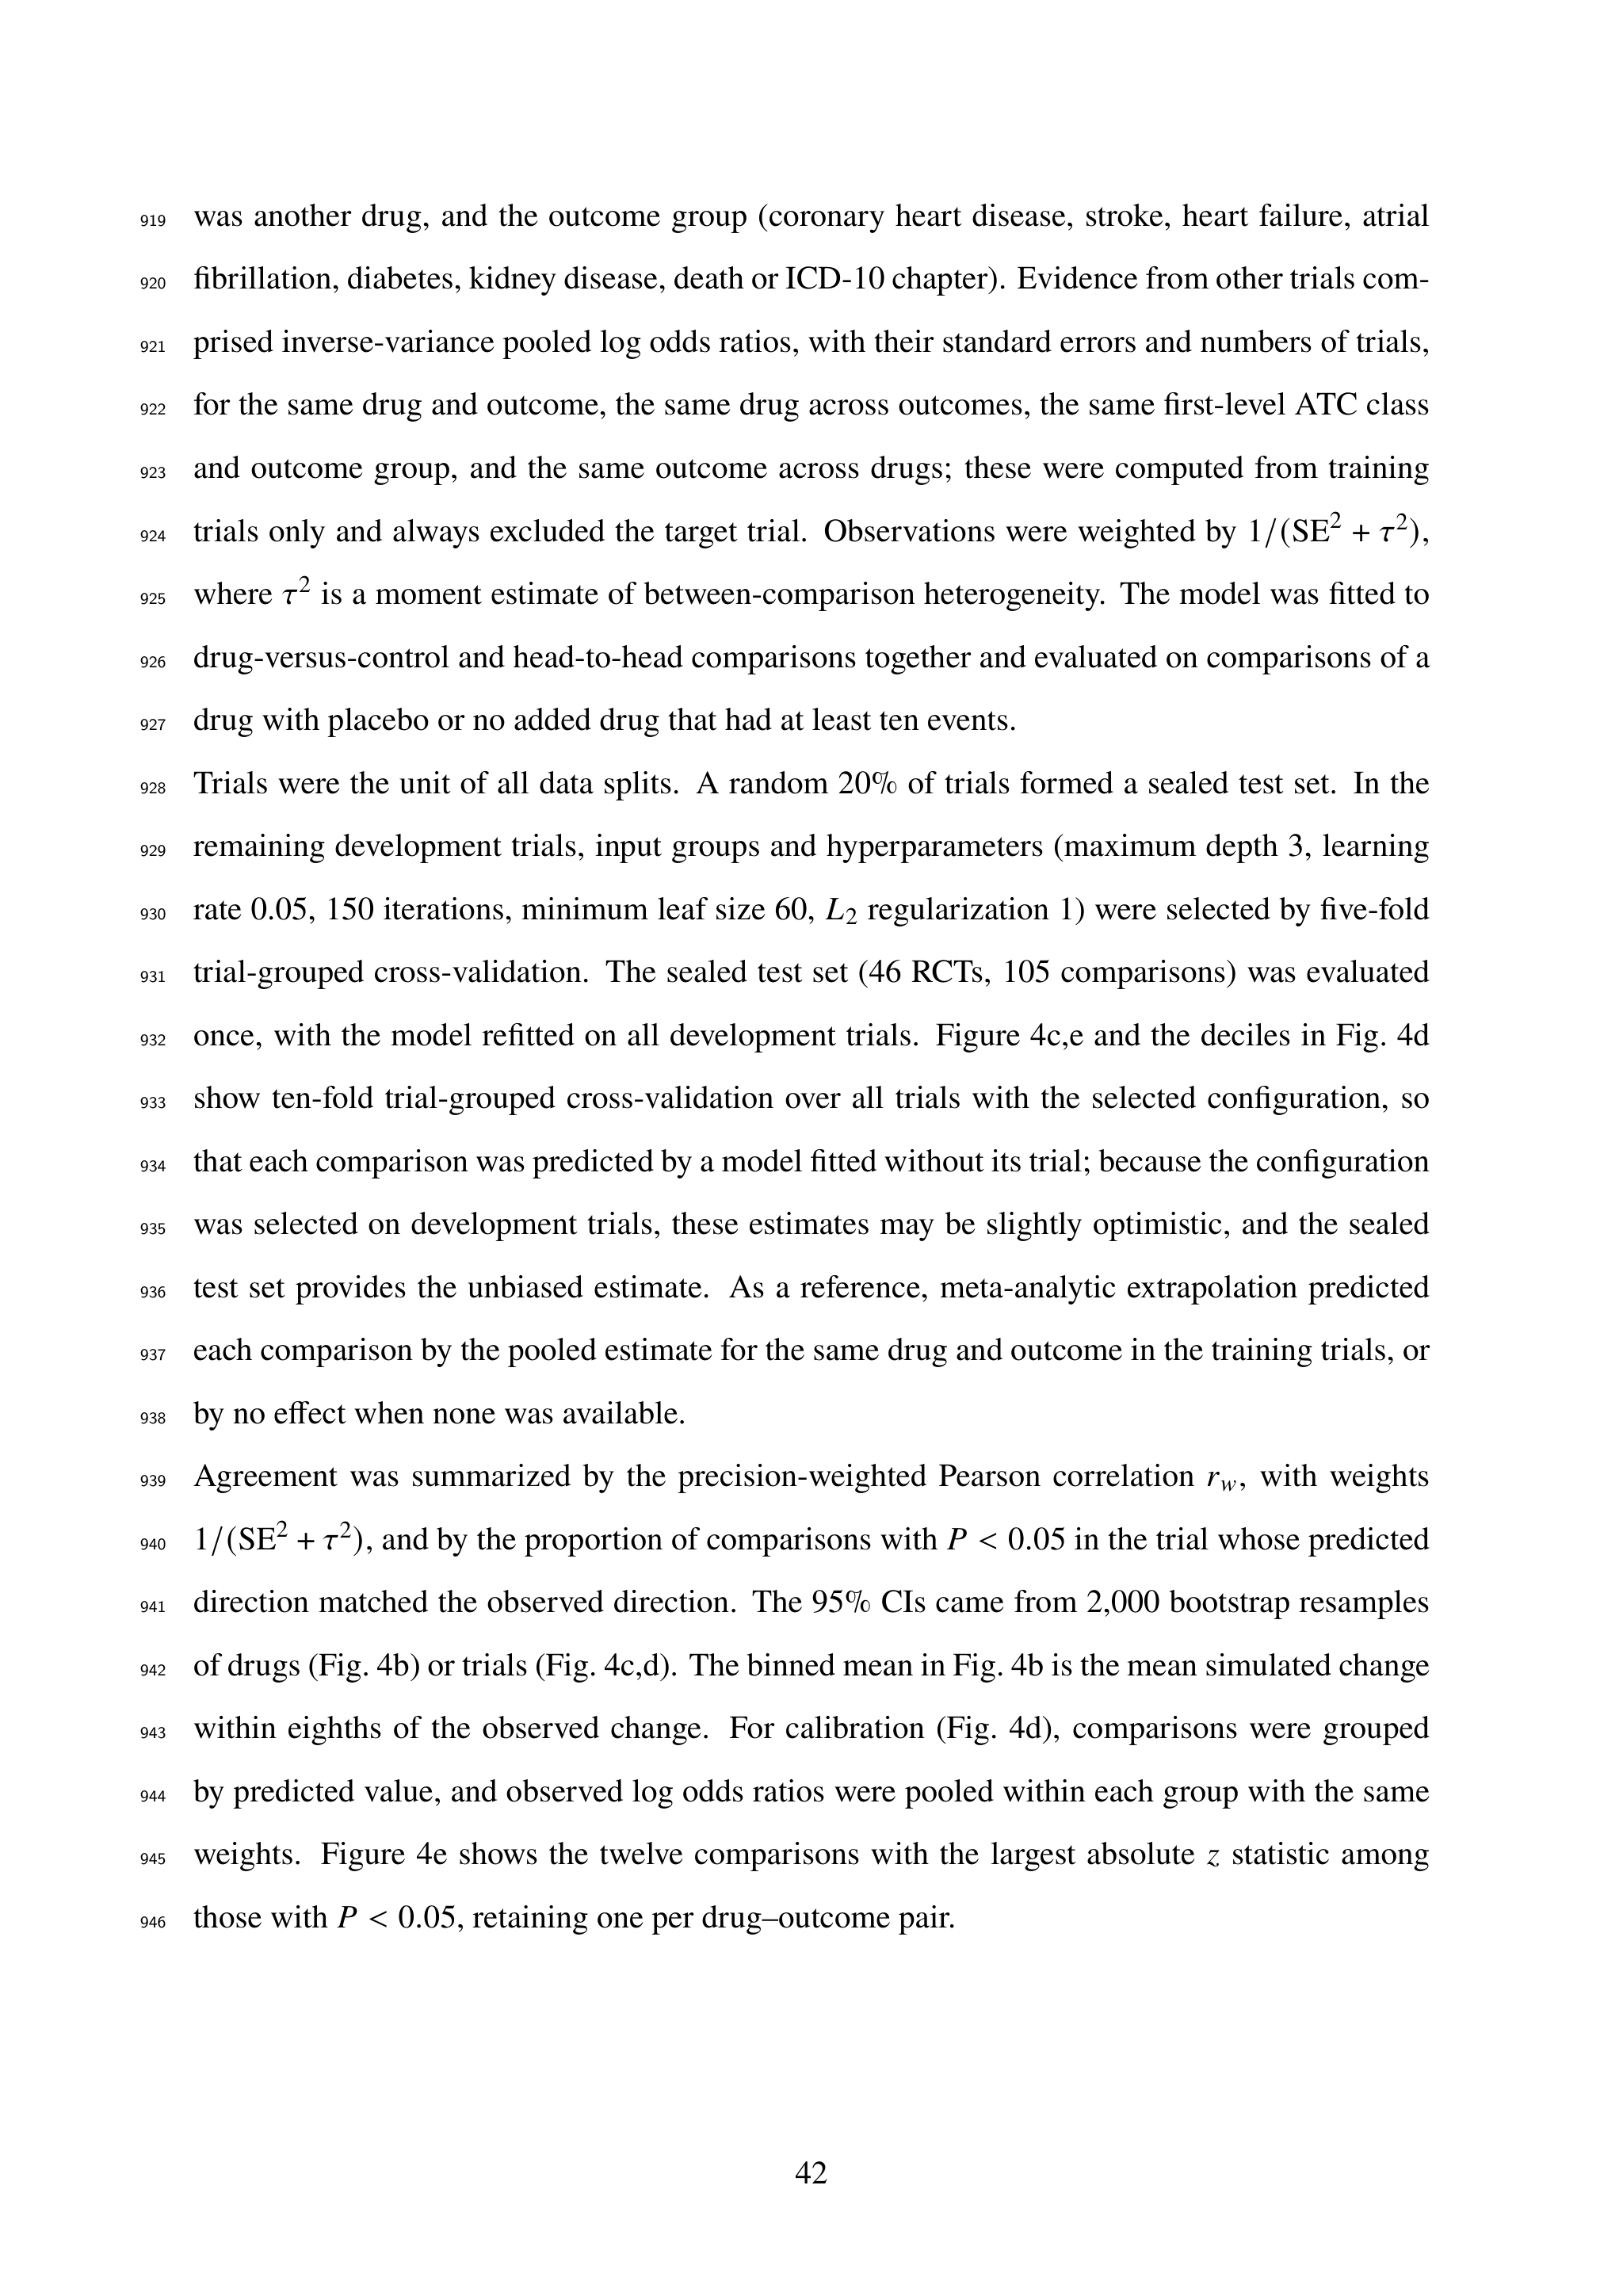 919 was another drug, and the outcome group (coronary heart disease, stroke, heart failure, atrial
920 fibrillation, diabetes, kidney disease, death or ICD-10 chapter). Evidence from other trials com-
921 prised inverse-variance pooled log odds ratios, with their standard errors and numbers of trials,
922 for the same drug and outcome, the same drug across outcomes, the same first-level ATC class
923 and outcome group, and the same outcome across drugs; these were computed from training
924 trials only and always excluded the target trial. Observations were weighted by 1/(SE² + τ²),
925 where τ² is a moment estimate of between-comparison heterogeneity. The model was fitted to
926 drug-versus-control and head-to-head comparisons together and evaluated on comparisons of a
927 drug with placebo or no added drug that had at least ten events.
928 Trials were the unit of all data splits. A random 20% of trials formed a sealed test set. In the
929 remaining development trials, input groups and hyperparameters (maximum depth 3, learning
930 rate 0.05, 150 iterations, minimum leaf size 60, L₂ regularization 1) were selected by five-fold
931 trial-grouped cross-validation. The sealed test set (46 RCTs, 105 comparisons) was evaluated
932 once, with the model refitted on all development trials. Figure 4c,e and the deciles in Fig. 4d
933 show ten-fold trial-grouped cross-validation over all trials with the selected configuration, so
934 that each comparison was predicted by a model fitted without its trial; because the configuration
935 was selected on development trials, these estimates may be slightly optimistic, and the sealed
936 test set provides the unbiased estimate. As a reference, meta-analytic extrapolation predicted
937 each comparison by the pooled estimate for the same drug and outcome in the training trials, or
938 by no effect when none was available.
939 Agreement was summarized by the precision-weighted Pearson correlation r_w, with weights
940 1/(SE² + τ²), and by the proportion of comparisons with P < 0.05 in the trial whose predicted
941 direction matched the observed direction. The 95% CIs came from 2,000 bootstrap resamples
942 of drugs (Fig. 4b) or trials (Fig. 4c,d). The binned mean in Fig. 4b is the mean simulated change
943 within eighths of the observed change. For calibration (Fig. 4d), comparisons were grouped
944 by predicted value, and observed log odds ratios were pooled within each group with the same
945 weights. Figure 4e shows the twelve comparisons with the largest absolute z statistic among
946 those with P < 0.05, retaining one per drug–outcome pair.
42